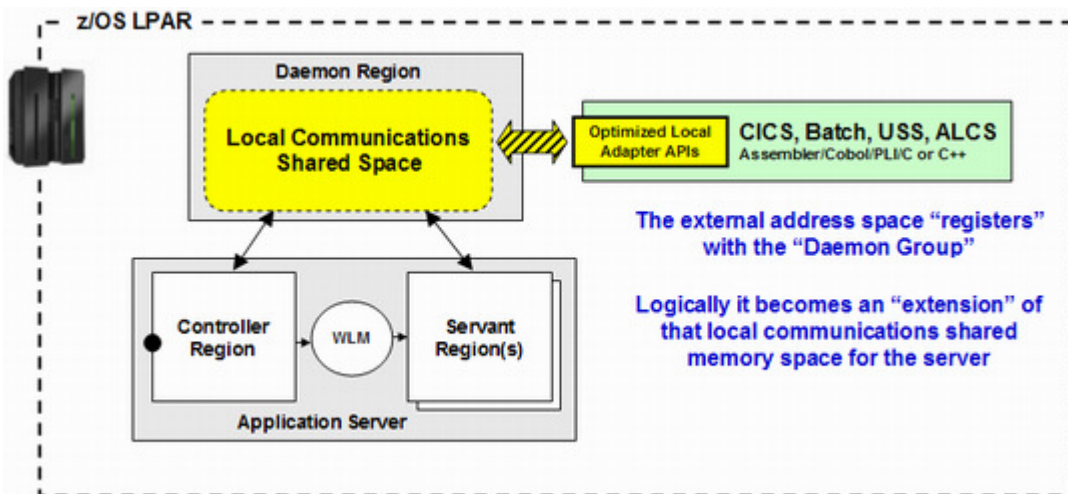 z/OS LPAR
Daemon Region
Local Communications
Shared Space
Optimized Local
Adapter APIs
CICS, Batch, USS, ALCS
Assembler/Cobol/PLI/C or C++
The external address space “registers”
with the “Daemon Group”
Logically it becomes an “extension” of
that local communications shared
memory space for the server
Controller
Region
WLM
Servant
Region(s)
Application Server